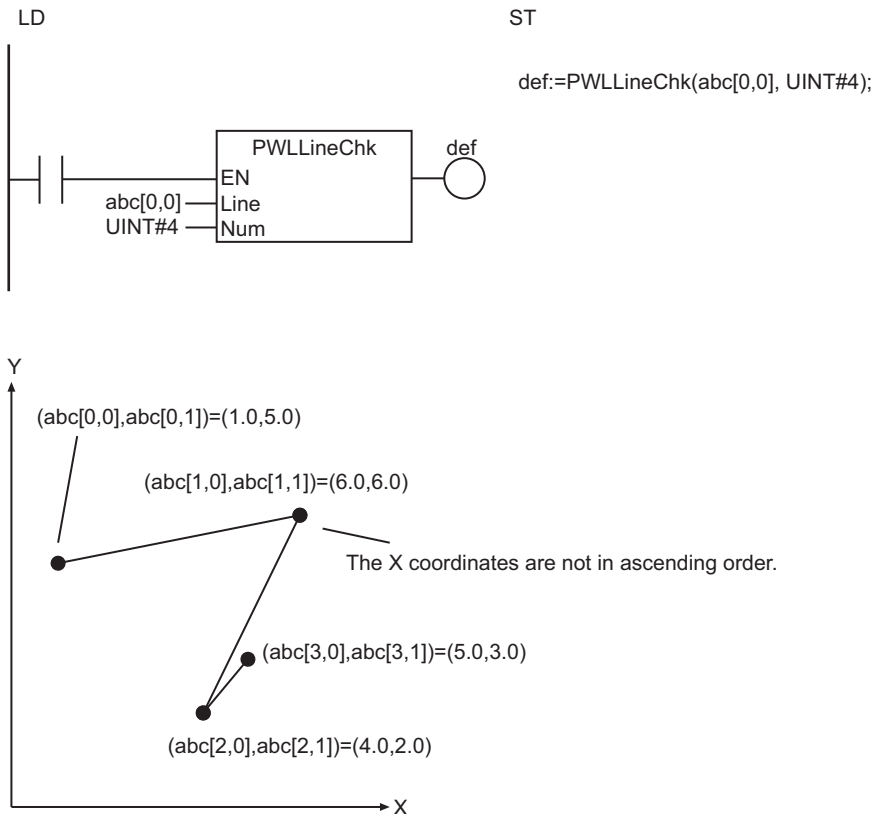 LD
ST
def:=PWLLineChk(abc[0,0], UINT#4);
PWLLineChk
def
EN
abc[0,0]
Line
UINT#4
Num
Y
(abc[0,0],abc[0,1])=(1.0,5.0)
(abc[1,0],abc[1,1])=(6.0,6.0)
The X coordinates are not in ascending order.
(abc[3,0],abc[3,1])=(5.0,3.0)
(abc[2,0],abc[2,1])=(4.0,2.0)
X